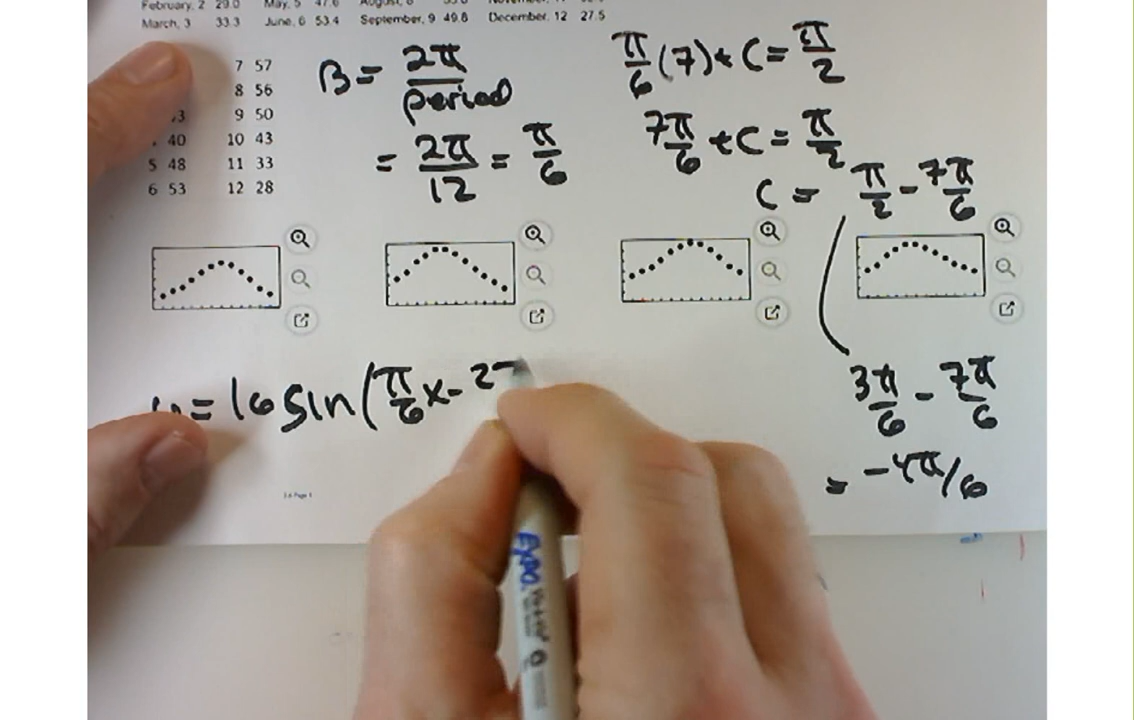 February, 2 29.0 May, 5 47.6
March, 3 33.3 June, 6 53.4 September, 9 49.8 December, 12 27.5
7 57
8 56
9 50
40 10 43
5 48 11 33
6 53 12 28
B = 2π/period
= 2π/12 = π/6
π/6 (7) + C = π/2
7π/6 + C = π/2
C = π/2 - 7π/6
3π/6 - 7π/6
= -4π/6
= 16 sin(π/6 x - 2
Expo